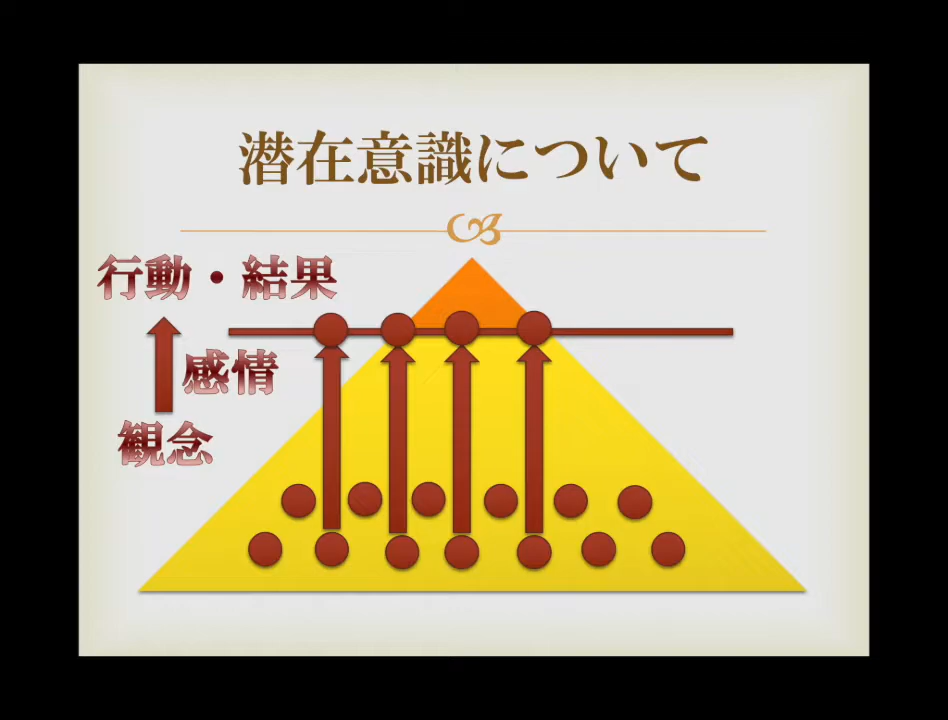 潜在意識について
行動・結果
感情
観念